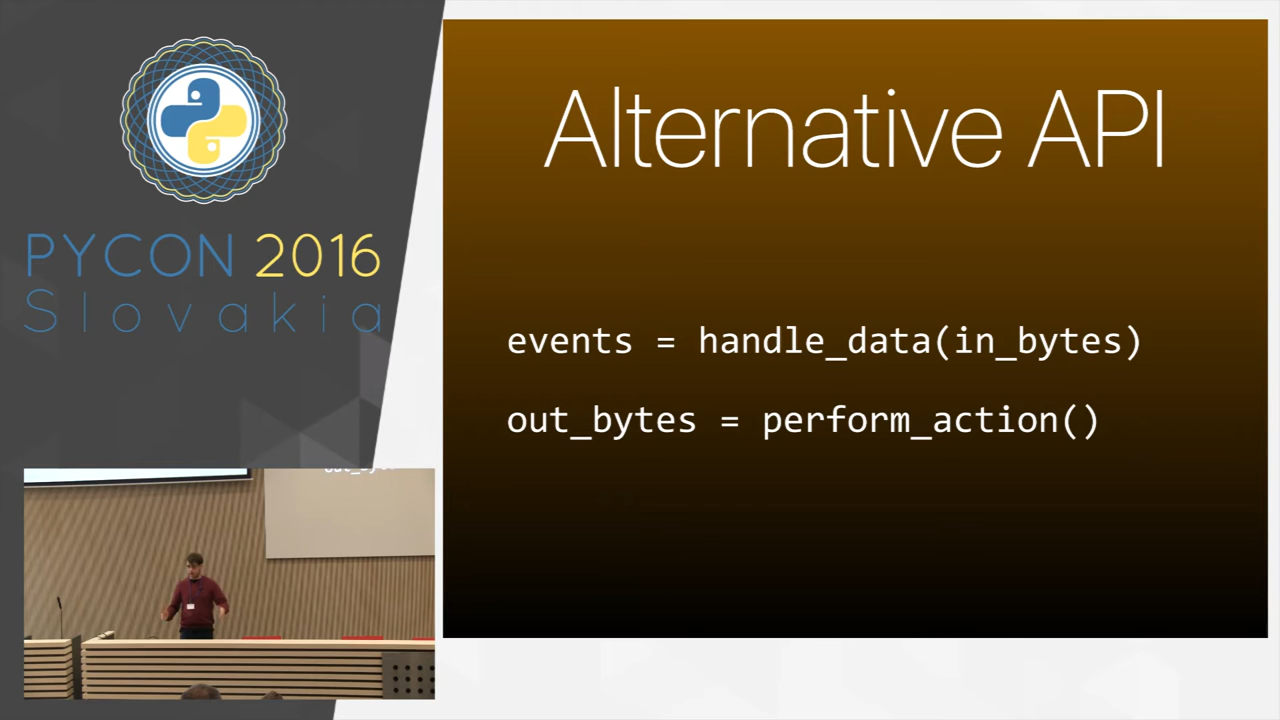 PYCON 2016
Slovakia
Alternative API
events = handle_data(in_bytes)
out_bytes = perform_action()